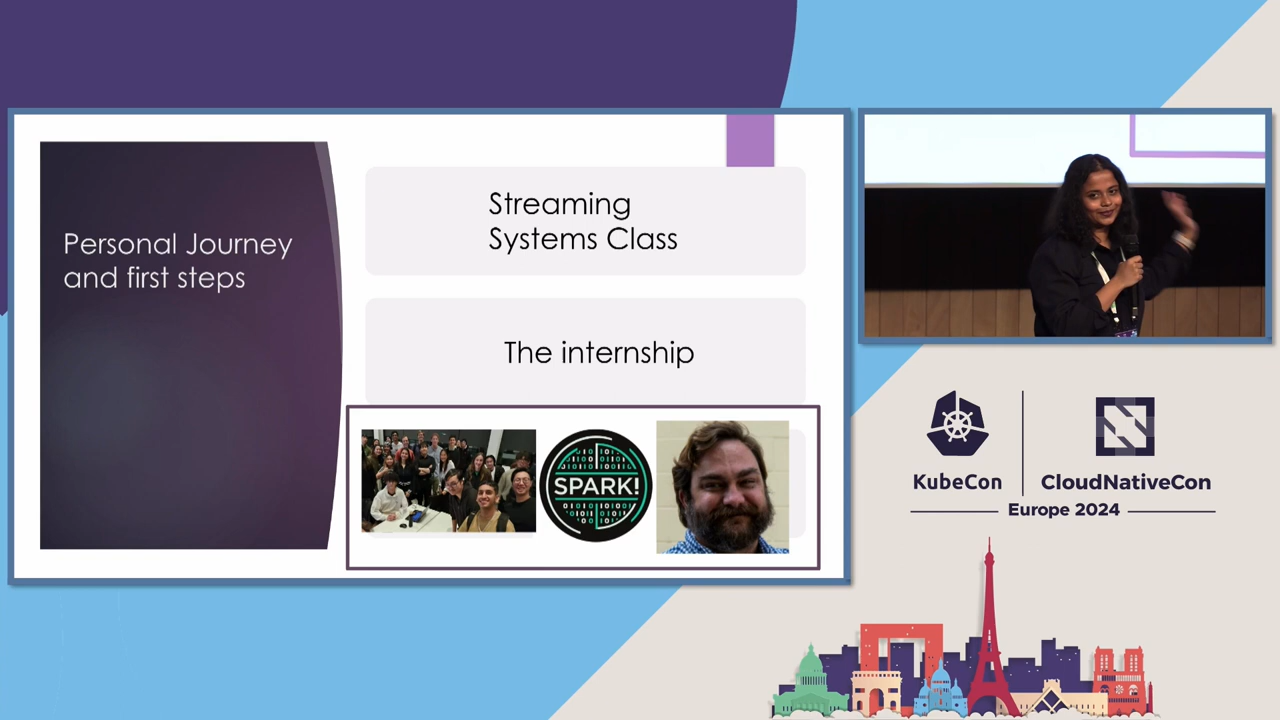 Personal Journey
and first steps
Streaming
Systems Class
The internship
SPARK!
KubeCon
CloudNativeCon
Europe 2024